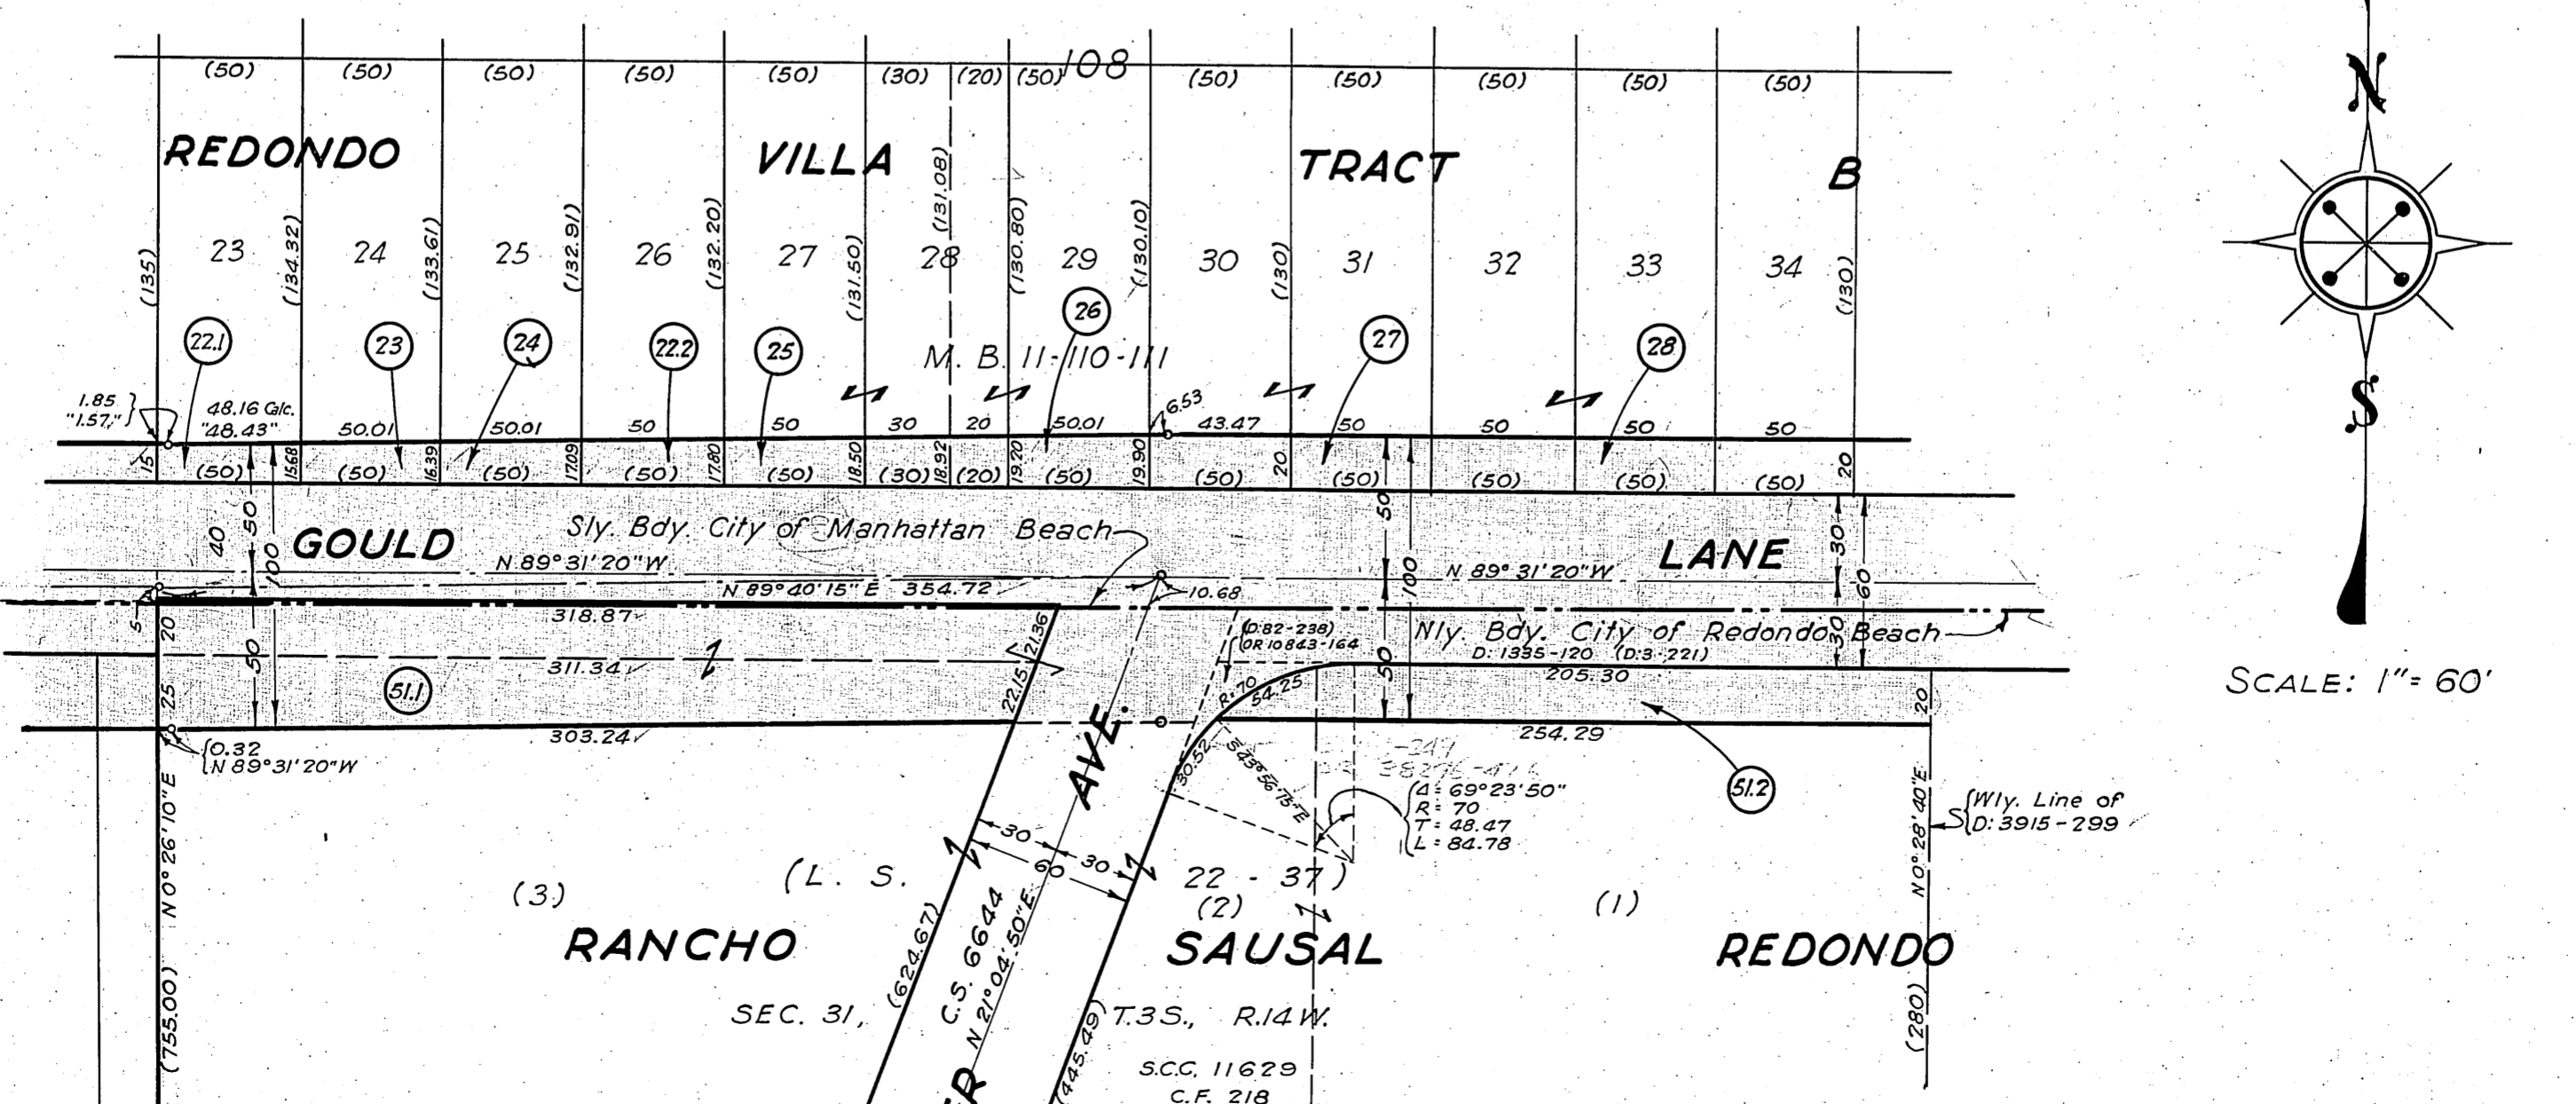 (50) (50) (50) (50) (50) (30) (20) (50) 108 (50) (50) (50) (50) (50)
N
REDONDO VILLA TRACT B
(135) (134.32) (133.61) (132.91) (132.20) (131.50) (131.08) (130.80) (130.10) (130) (130)
23 24 25 26 27 28 29 30 31 32 33 34
22.1 23 24 22.2 25 26 27 28
M. B. 11-110-111
S
1.85
"1.57"
48.16 Calc.
"48.43"
50.01 50.01 50 50 30 20 50.01 6.53 43.47 50 50 50 50
15 15.68 16.39 17.09 17.80 18.50 18.92 19.20 19.90 20 20
(50) (50) (50) (50) (50) (30) (20) (50) (50) (50) (50) (50) (50)
40 50 100
GOULD LANE
Sly. Bdy. City of Manhattan Beach
N 89°31'20"W N 89°31'20"W
N 89°40'15"E 354.72
10.68
50 100 50
30 60 30
5 20 50 25
318.87
21.36
311.34
22.15
51.1
303.24
(D:82-238)
OR 10843-164
Nly. Bdy. City of Redondo Beach
D: 1335-120 (D:3-221)
R=70
54.25
205.30
20
254.29
30.52
51.2
SCALE: 1"= 60'
0.32
N 89°31'20"W
N 0°26'10"E
(755.00)
AVE.
Δ= 69°23'50"
R= 70
T= 48.47
L= 84.78
Wly. Line of
D: 3915-299
N 0°28'40"E
(280)
30 30
60
(3) (L. S. 22 - 37)
(2) (1)
RANCHO SAUSAL REDONDO
(624.67)
C.S. 6644
N 21°04'50"E
(445.49)
SEC. 31, T.3S., R.14W.
S.C.C. 11629
C.F. 218
ER